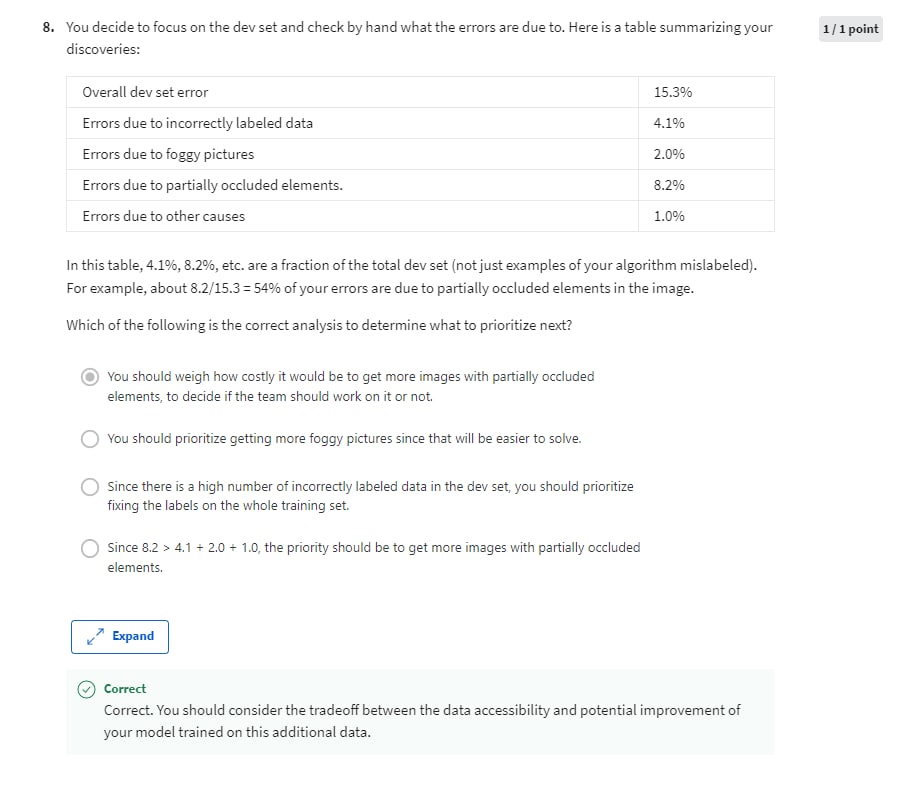 8. You decide to focus on the dev set and check by hand what the errors are due to. Here is a table summarizing your
discoveries:
1 / 1 point
Overall dev set error 15.3%
Errors due to incorrectly labeled data 4.1%
Errors due to foggy pictures 2.0%
Errors due to partially occluded elements. 8.2%
Errors due to other causes 1.0%
In this table, 4.1%, 8.2%, etc. are a fraction of the total dev set (not just examples of your algorithm mislabeled).
For example, about 8.2/15.3 = 54% of your errors are due to partially occluded elements in the image.
Which of the following is the correct analysis to determine what to prioritize next?
You should weigh how costly it would be to get more images with partially occluded
elements, to decide if the team should work on it or not.
You should prioritize getting more foggy pictures since that will be easier to solve.
Since there is a high number of incorrectly labeled data in the dev set, you should prioritize
fixing the labels on the whole training set.
Since 8.2 > 4.1 + 2.0 + 1.0, the priority should be to get more images with partially occluded
elements.
Expand
Correct
Correct. You should consider the tradeoff between the data accessibility and potential improvement of
your model trained on this additional data.